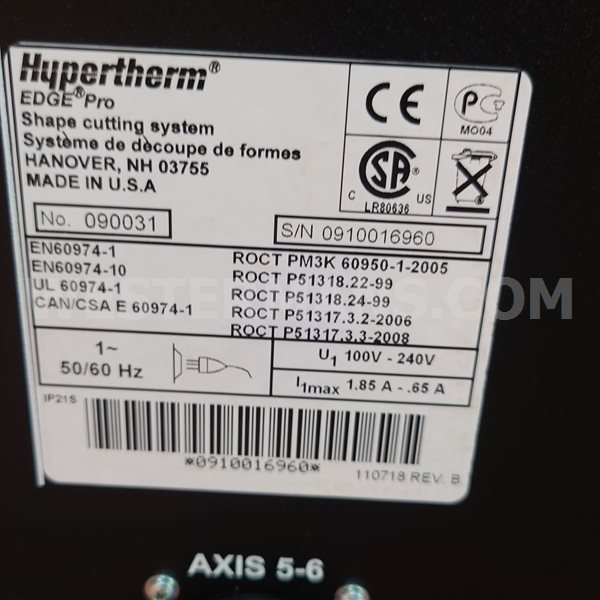 Hypertherm®
EDGE® Pro
Shape cutting system
Système de découpe de formes
HANOVER, NH 03755
MADE IN U.S.A
CE
PC
MO04
C SA US
LR80636
No. 090031
S/N 0910016960
EN60974-1
EN60974-10
UL 60974-1
CAN/CSA E 60974-1
ROCT PM3K 60950-1-2005
ROCT P51318.22-99
ROCT P51318.24-99
ROCT P51317.3.2-2006
ROCT P51317.3.3-2008
1~
50/60 Hz
U1 100V - 240V
I1max 1.85 A - .65 A
IP21S
*0910016960*
110718 REV. B
AXIS 5-6